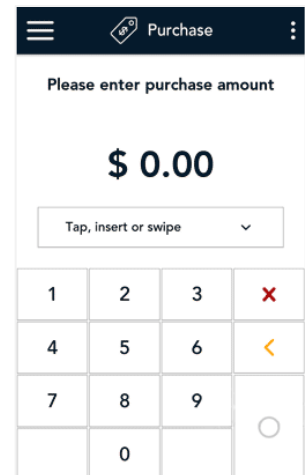 Purchase
Please enter purchase amount
$ 0.00
Tap, insert or swipe
1 2 3
4 5 6
7 8 9
0